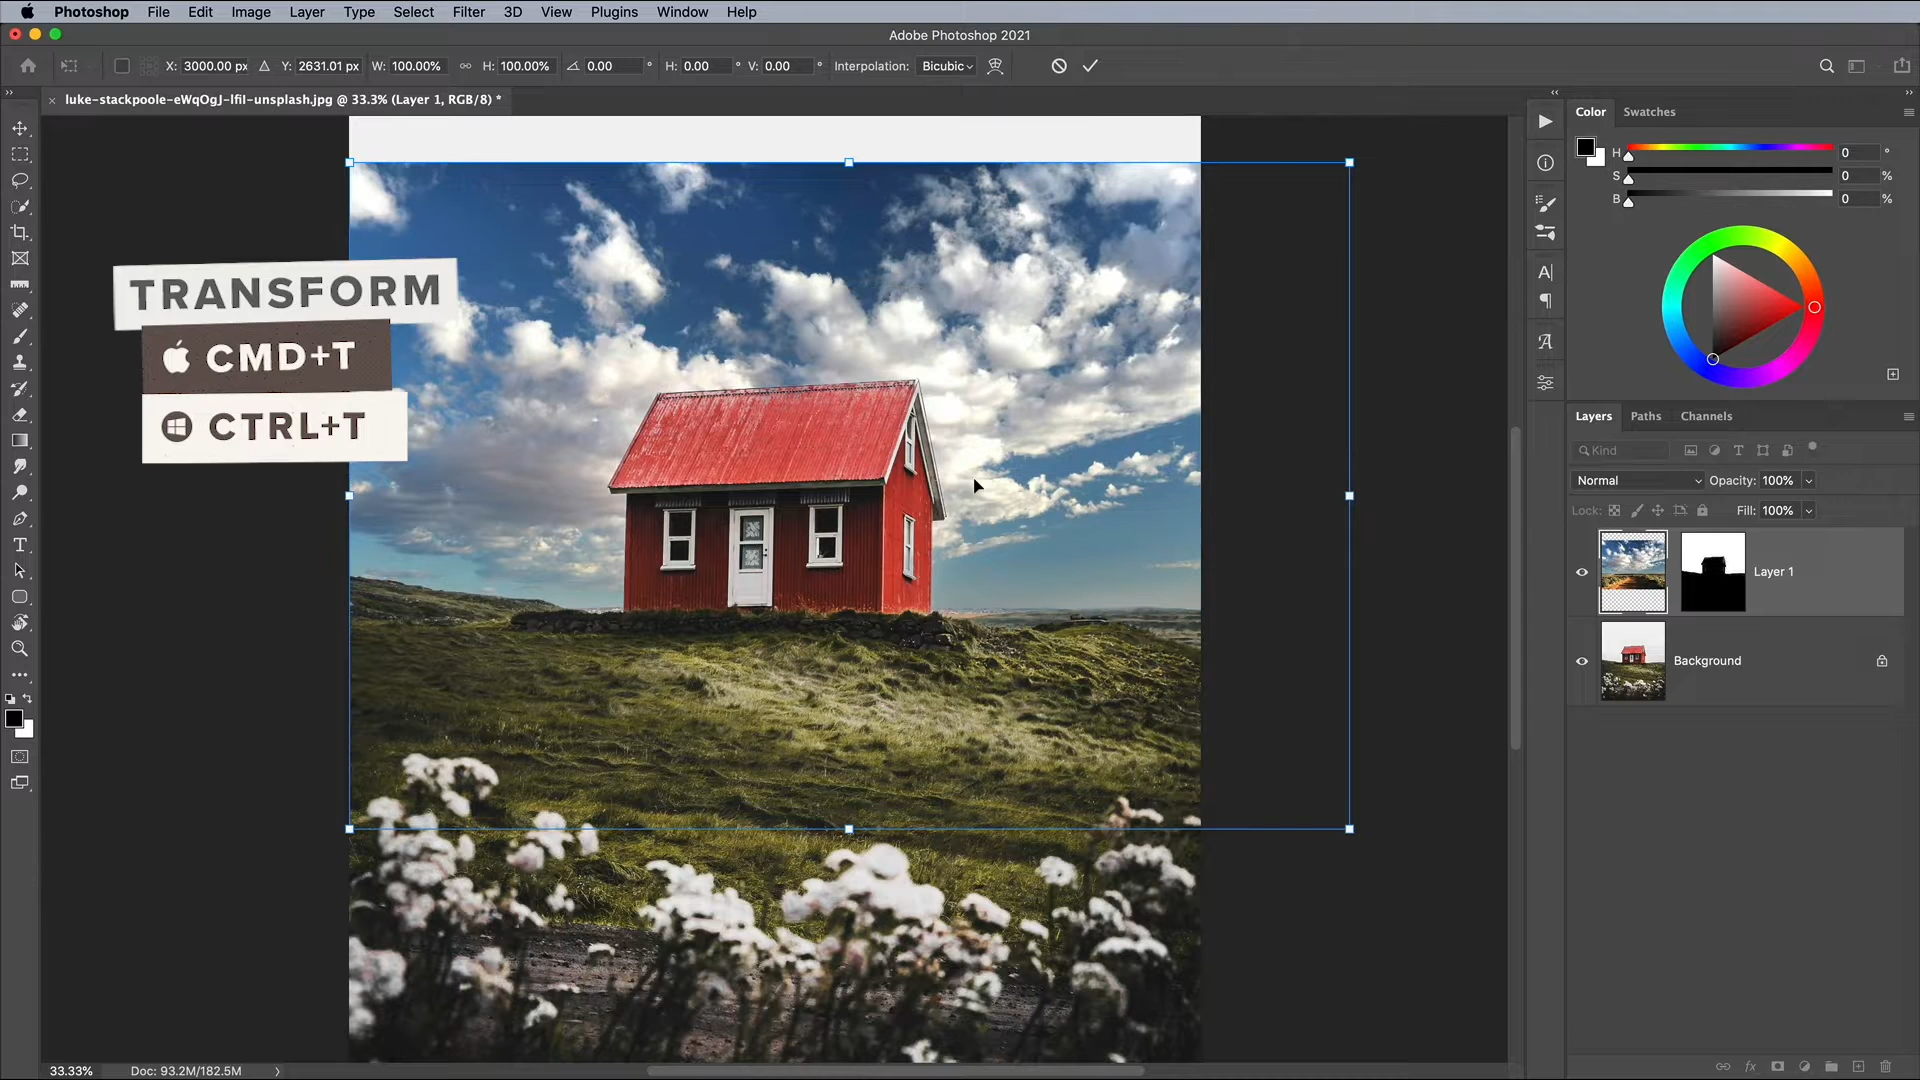 Photoshop File Edit Image Layer Type Select Filter 3D View Plugins Window Help
Adobe Photoshop 2021
X: 3000.00 px Y: 2631.01 px W: 100.00% H: 100.00% 0.00 ° H: 0.00 ° V: 0.00 ° Interpolation: Bicubic
luke-stackpoole-eWqOgJ-lfiI-unsplash.jpg @ 33.3% (Layer 1, RGB/8) *
Color Swatches
H 0 °
S 0 %
B 0 %
TRANSFORM
CMD+T
CTRL+T
Layers Paths Channels
Kind
Normal Opacity: 100%
Lock: Fill: 100%
Layer 1
Background
33.33% Doc: 93.2M/182.5M